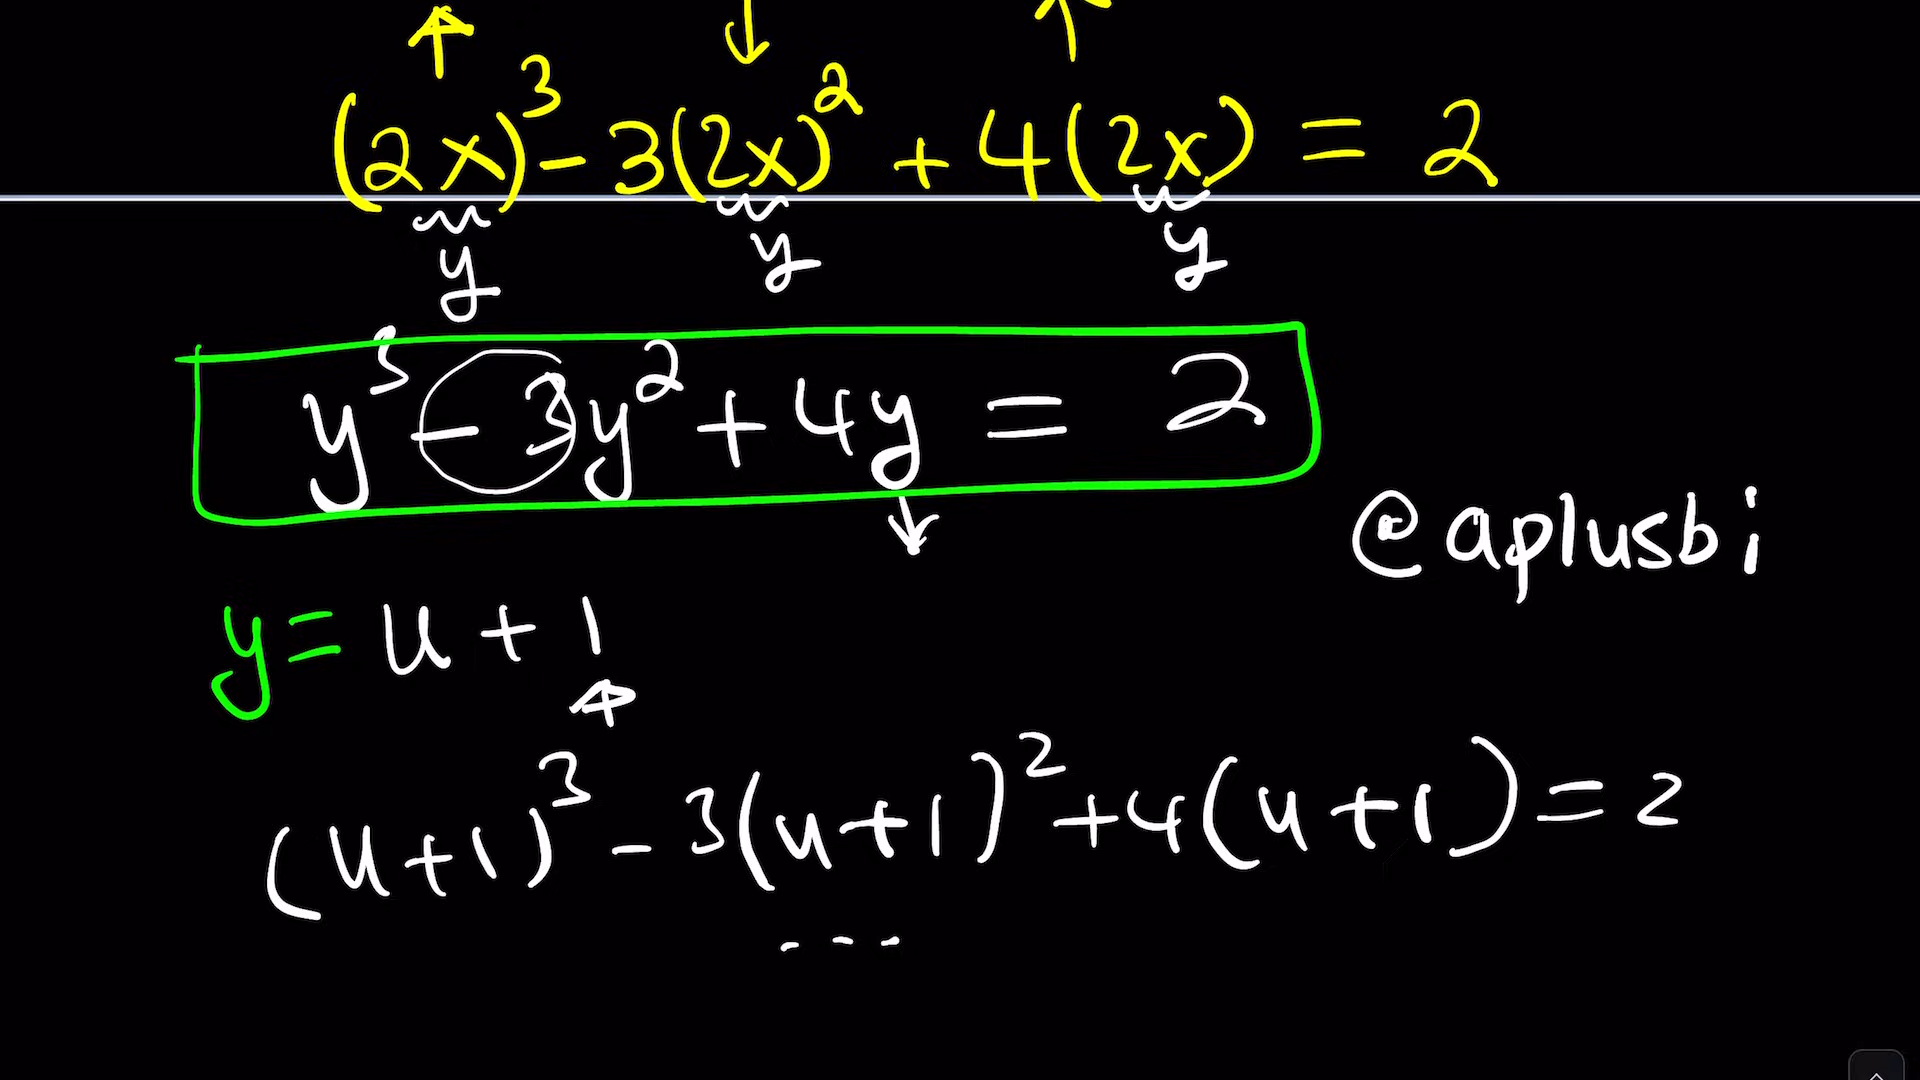 (2x)³ - 3(2x)² + 4(2x) = 2
y y y
y³ - 3y² + 4y = 2
@aplusbi
y = u + 1
(u+1)³ - 3(u+1)² + 4(u+1) = 2
...